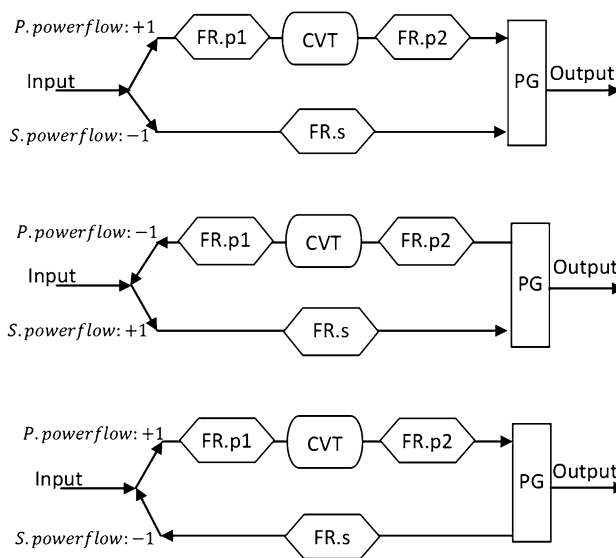 P.powerflow:+1
FR.p1
CVT
FR.p2
Input
PG
Output
S.powerflow:−1
FR.s
P.powerflow:−1
FR.p1
CVT
FR.p2
Input
PG
Output
S.powerflow:+1
FR.s
P.powerflow:+1
FR.p1
CVT
FR.p2
Input
PG
Output
S.powerflow:−1
FR.s